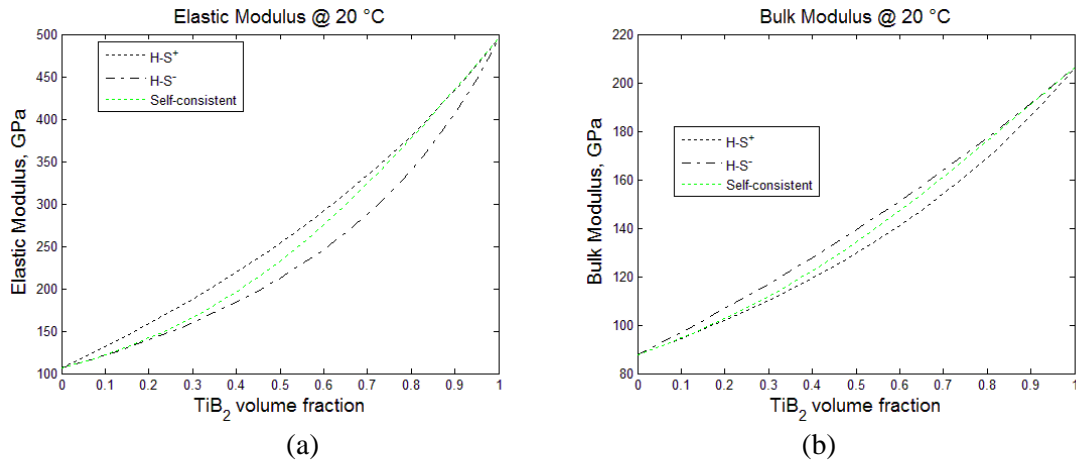 Elastic Modulus @ 20 °C
500
450
400
350
300
250
200
150
100
Elastic Modulus, GPa
H-S+
H-S-
Self-consistent
0 0.1 0.2 0.3 0.4 0.5 0.6 0.7 0.8 0.9 1
TiB2 volume fraction
(a)
Bulk Modulus @ 20 °C
220
200
180
160
140
120
100
80
Bulk Modulus, GPa
H-S+
H-S-
Self-consistent
0 0.1 0.2 0.3 0.4 0.5 0.6 0.7 0.8 0.9 1
TiB2 volume fraction
(b)